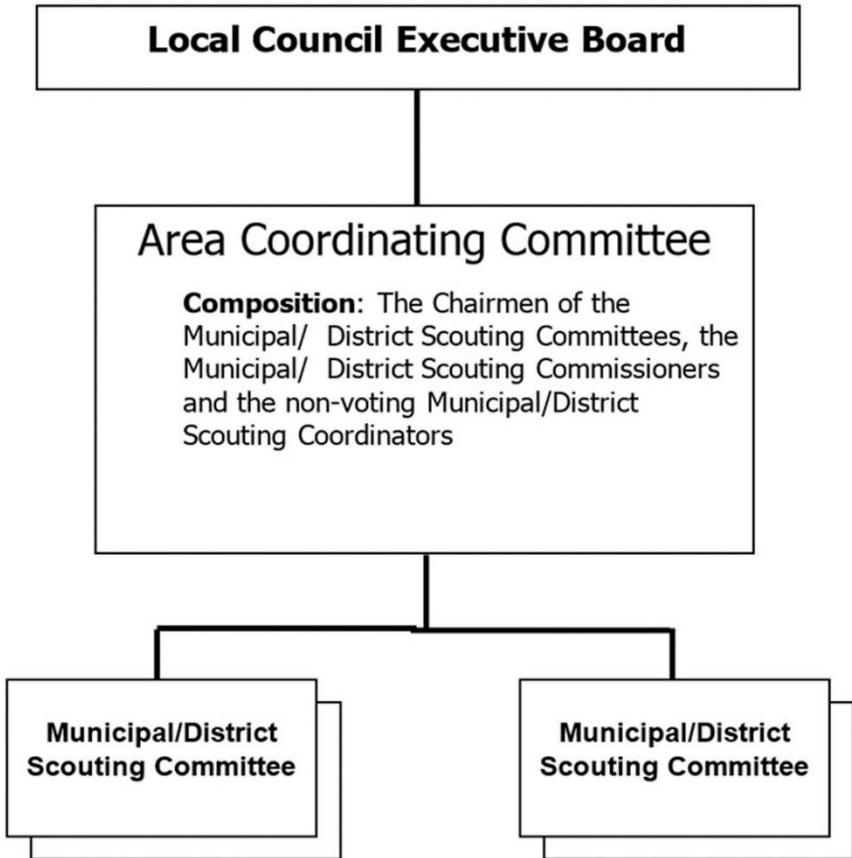 Local Council Executive Board
Area Coordinating Committee
Composition: The Chairmen of the
Municipal/ District Scouting Committees, the
Municipal/ District Scouting Commissioners
and the non-voting Municipal/District
Scouting Coordinators
Municipal/District
Scouting Committee
Municipal/District
Scouting Committee